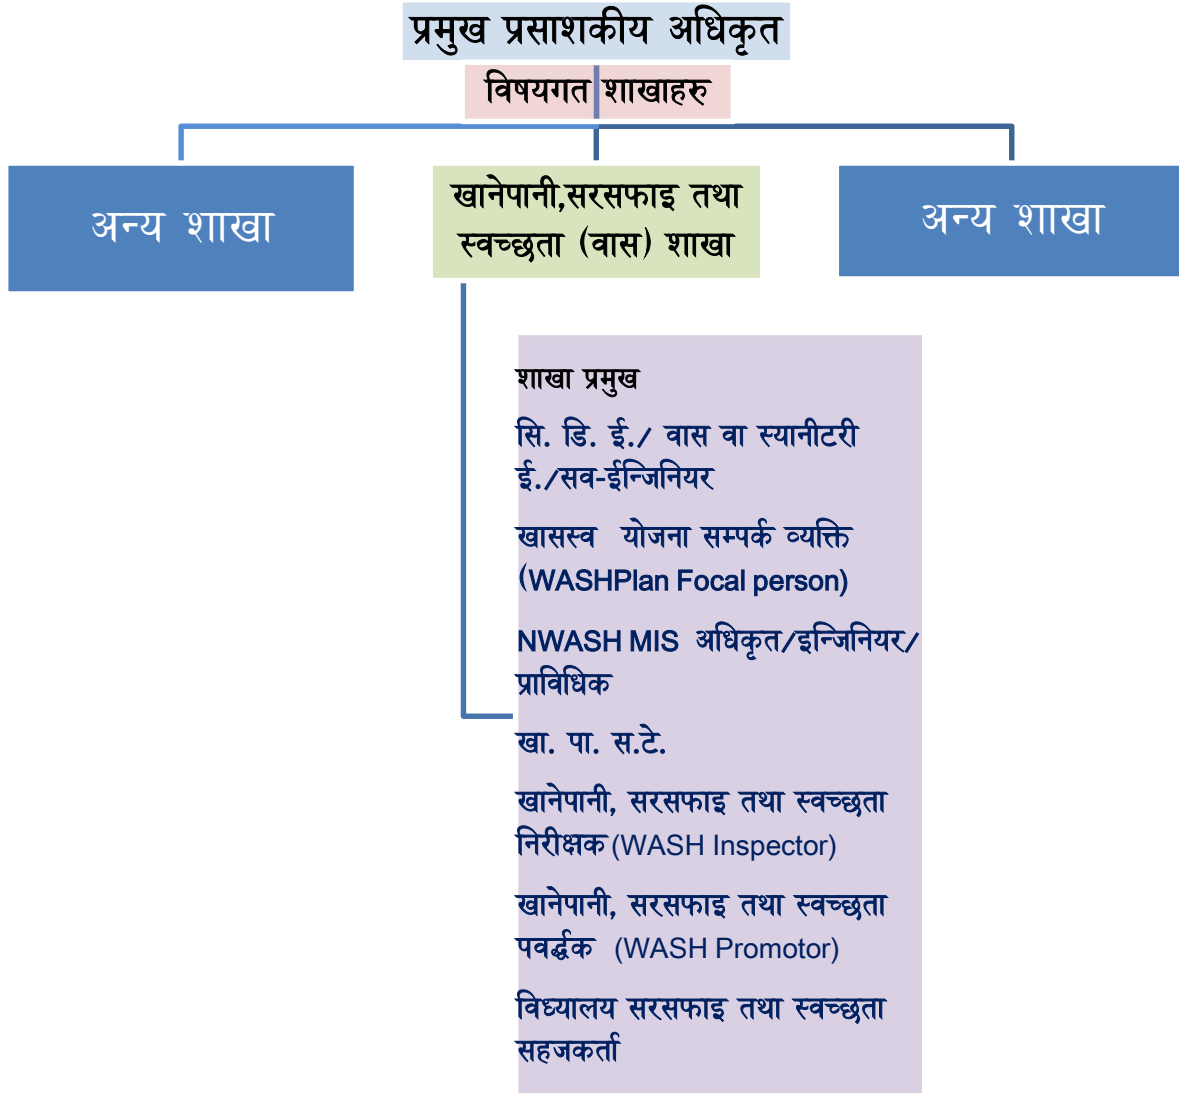 प्रमुख प्रसाशकीय अधिकृत
विषयगत शाखाहरु
अन्य शाखा
खानेपानी,सरसफाइ तथा
स्वच्छता (वास) शाखा
अन्य शाखा
शाखा प्रमुख
सि. डि. ई./ वास वा स्यानीटरी
ई./सव-ईन्जिनियर
खासस्व योजना सम्पर्क व्यक्ति
(WASHPlan Focal person)
NWASH MIS अधिकृत/इन्जिनियर/
प्राविधिक
खा. पा. स.टे.
खानेपानी, सरसफाइ तथा स्वच्छता
निरीक्षक (WASH Inspector)
खानेपानी, सरसफाइ तथा स्वच्छता
पवर्द्धक (WASH Promotor)
विध्यालय सरसफाइ तथा स्वच्छता
सहजकर्ता